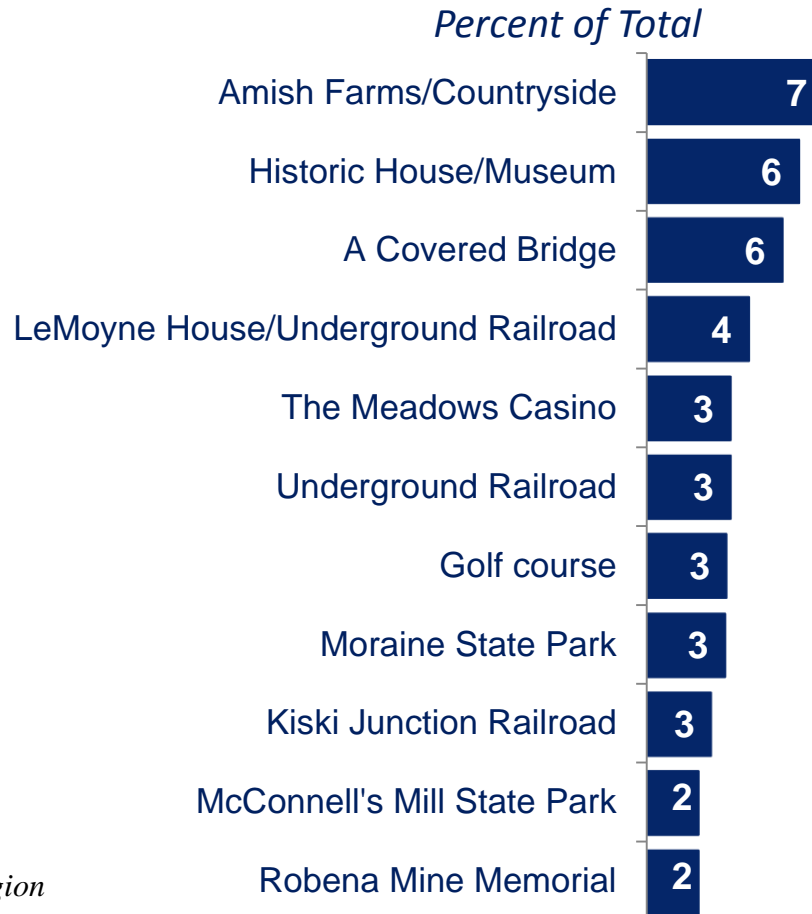 Percent of Total
Amish Farms/Countryside 7
Historic House/Museum 6
A Covered Bridge 6
LeMoyne House/Underground Railroad 4
The Meadows Casino 3
Underground Railroad 3
Golf course 3
Moraine State Park 3
Kiski Junction Railroad 3
McConnell's Mill State Park 2
Robena Mine Memorial 2